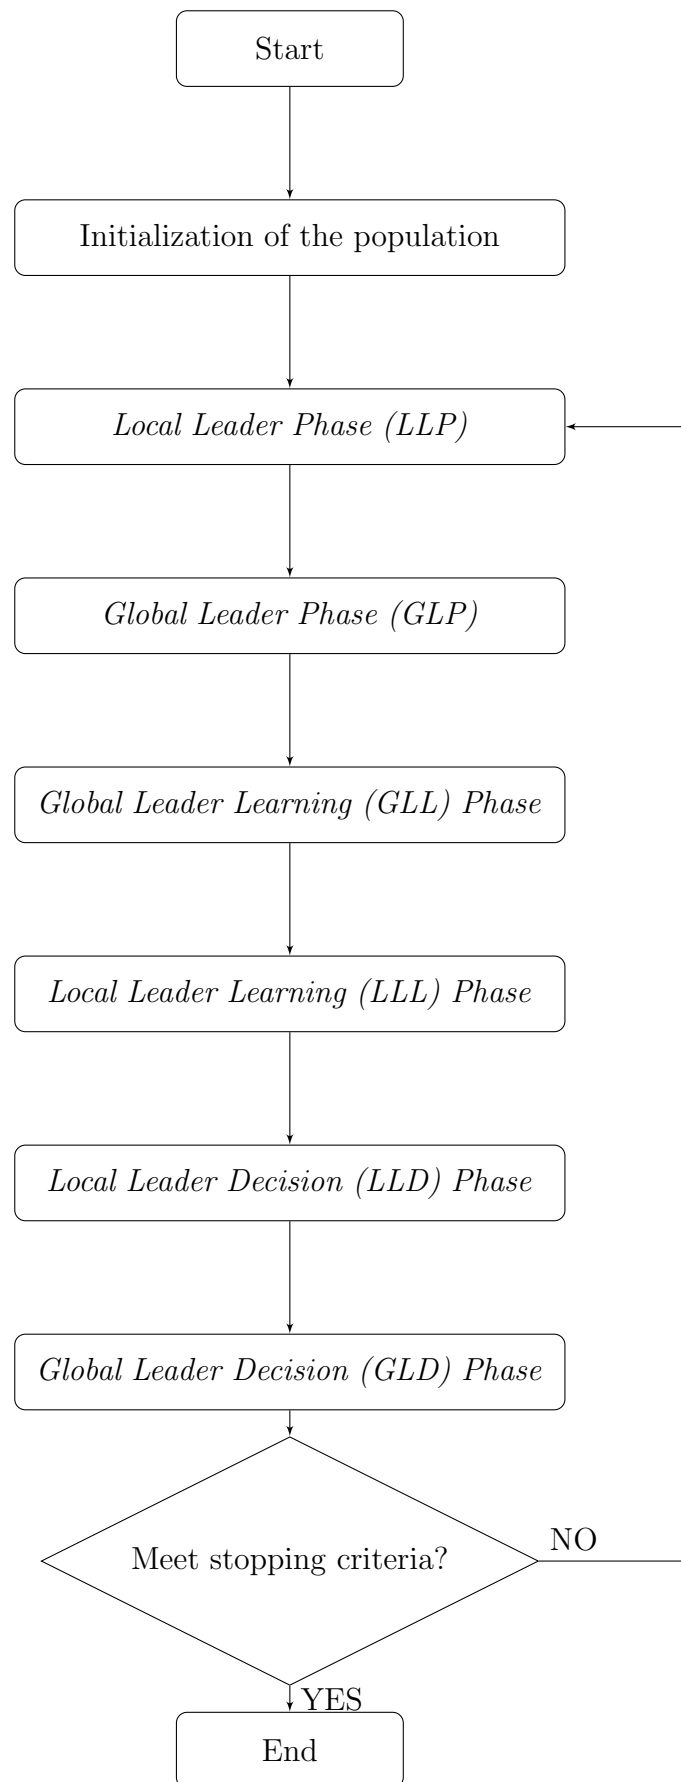 Start
Initialization of the population
Local Leader Phase (LLP)
Global Leader Phase (GLP)
Global Leader Learning (GLL) Phase
Local Leader Learning (LLL) Phase
Local Leader Decision (LLD) Phase
Global Leader Decision (GLD) Phase
Meet stopping criteria?
NO
YES
End